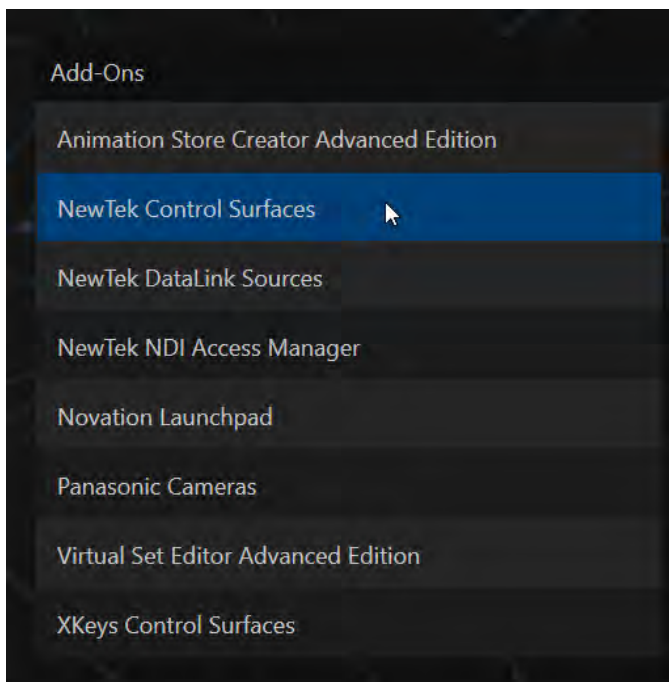 Add-Ons
Animation Store Creator Advanced Edition
NewTek Control Surfaces
NewTek DataLink Sources
NewTek NDI Access Manager
Novation Launchpad
Panasonic Cameras
Virtual Set Editor Advanced Edition
XKeys Control Surfaces